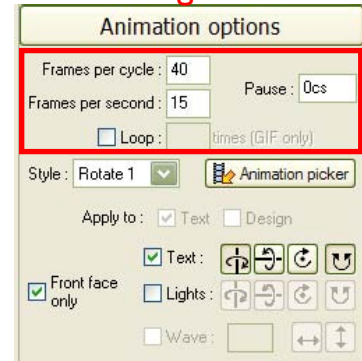 Animation options
Frames per cycle : 40
Pause : 0cs
Frames per second : 15
Loop : times (GIF only)
Style : Rotate 1 Animation picker
Apply to : Text Design
Text :
Front face only
Lights :
Wave :